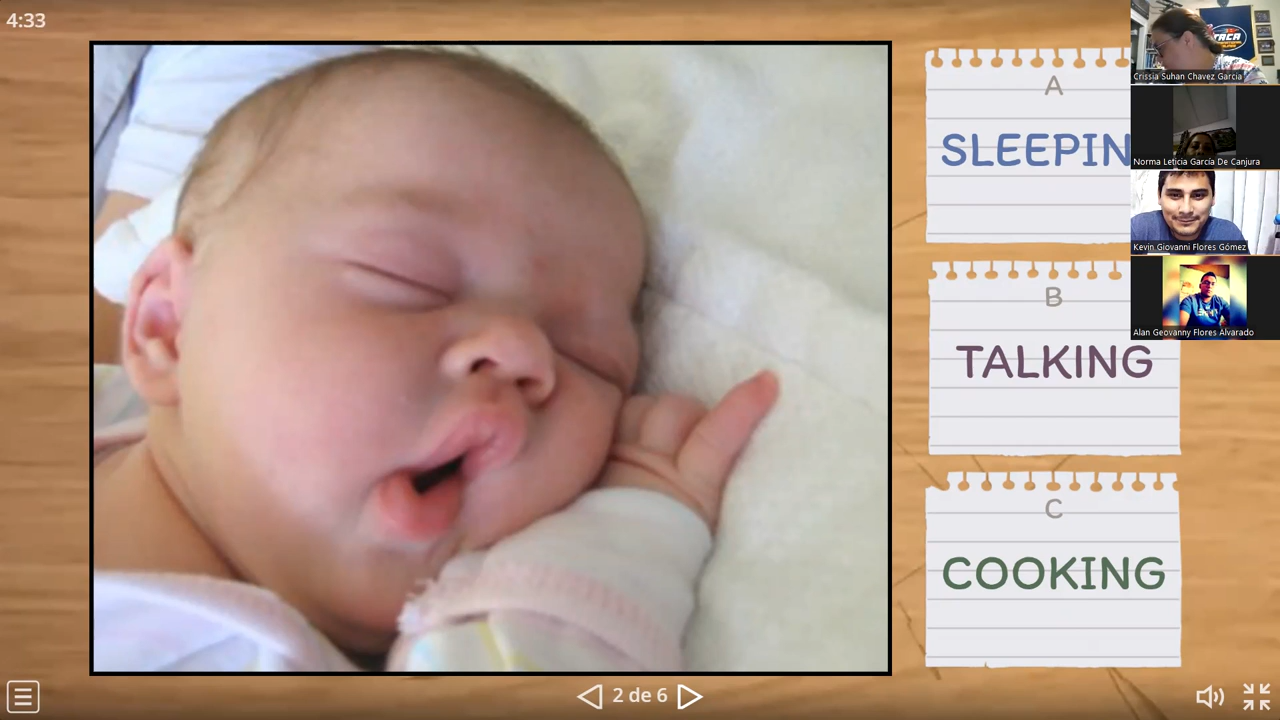 4:33
A
SLEEPIN
B
TALKING
C
COOKING
2 de 6
TACA
Crissia Suhan Chavez Garcia
Norma Leticia García De Canjura
Kevin Giovanni Flores Gómez
Alan Geovanny Flores Alvarado